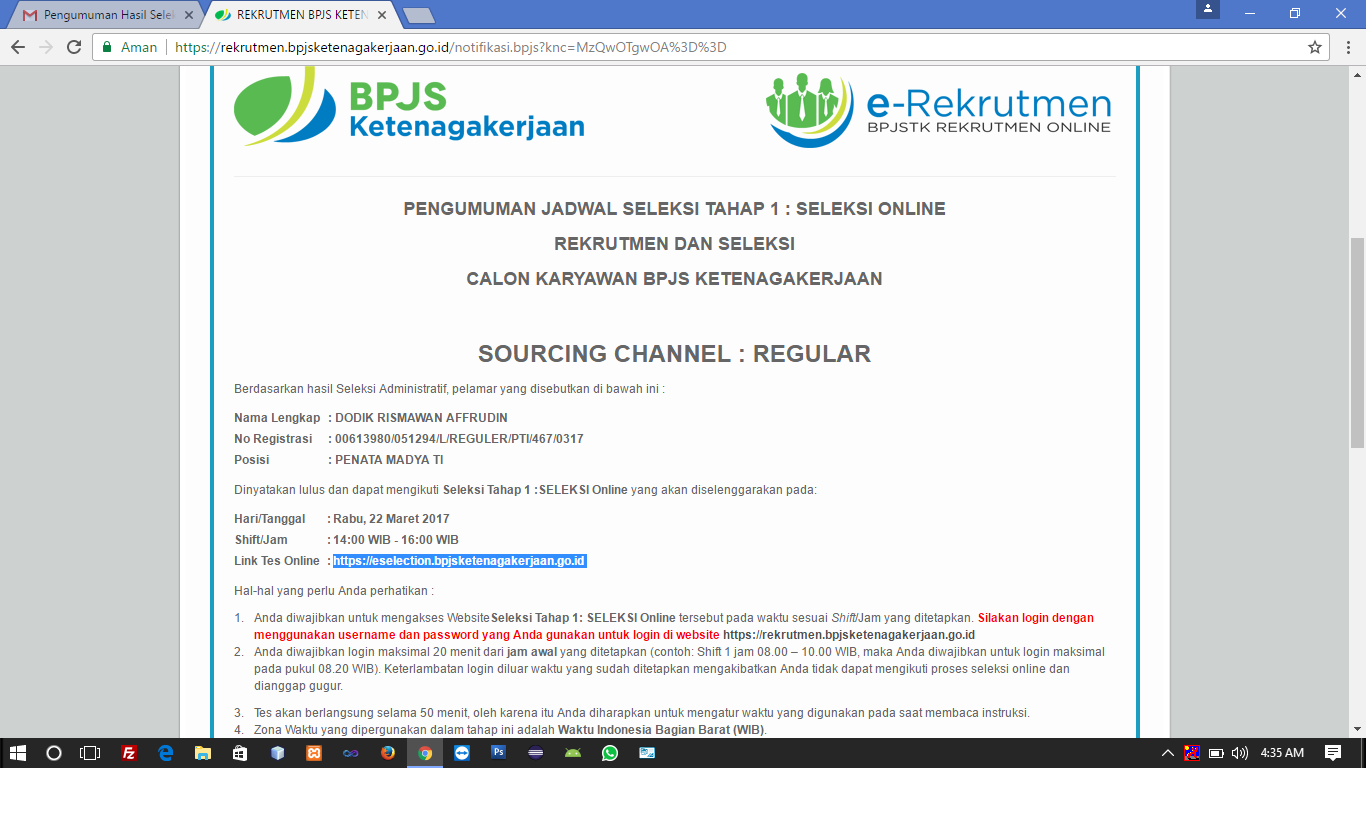 Pengumuman Hasil Sele
REKRUTMEN BPJS KETEN
Aman
https://rekrutmen.bpjsketenagakerjaan.go.id/notifikasi.bpjs?knc=MzQwOTgwOA%3D%3D
BPJS
Ketenagakerjaan
e-Rekrutmen
BPJSTK REKRUTMEN ONLINE
PENGUMUMAN JADWAL SELEKSI TAHAP 1 : SELEKSI ONLINE
REKRUTMEN DAN SELEKSI
CALON KARYAWAN BPJS KETENAGAKERJAAN
SOURCING CHANNEL : REGULAR
Berdasarkan hasil Seleksi Administratif, pelamar yang disebutkan di bawah ini :
Nama Lengkap : DODIK RISMAWAN AFFRUDIN
No Registrasi : 00613980/051294/L/REGULER/PTI/467/0317
Posisi : PENATA MADYA TI
Dinyatakan lulus dan dapat mengikuti Seleksi Tahap 1 :SELEKSI Online yang akan diselenggarakan pada:
Hari/Tanggal : Rabu, 22 Maret 2017
Shift/Jam : 14:00 WIB - 16:00 WIB
Link Tes Online : https://eselection.bpjsketenagakerjaan.go.id
Hal-hal yang perlu Anda perhatikan :
1. Anda diwajibkan untuk mengakses WebsiteSeleksi Tahap 1: SELEKSI Online tersebut pada waktu sesuai Shift/Jam yang ditetapkan. Silakan login dengan
menggunakan username dan password yang Anda gunakan untuk login di website https://rekrutmen.bpjsketenagakerjaan.go.id
2. Anda diwajibkan login maksimal 20 menit dari jam awal yang ditetapkan (contoh: Shift 1 jam 08.00 – 10.00 WIB, maka Anda diwajibkan untuk login maksimal
pada pukul 08.20 WIB). Keterlambatan login diluar waktu yang sudah ditetapkan mengakibatkan Anda tidak dapat mengikuti proses seleksi online dan
dianggap gugur.
3. Tes akan berlangsung selama 50 menit, oleh karena itu Anda diharapkan untuk mengatur waktu yang digunakan pada saat membaca instruksi.
4. Zona Waktu yang dipergunakan dalam tahap ini adalah Waktu Indonesia Bagian Barat (WIB).
Fz
Ps
4:35 AM